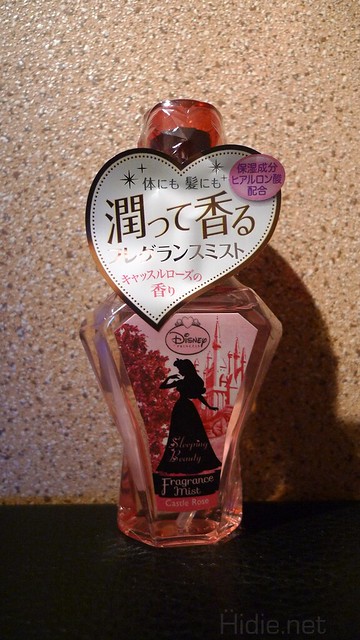 体にも 髪にも
保湿成分
ヒアルロン酸
配合
潤って香る
フレグランスミスト
キャッスルローズの
香り
Disney
PRINCESS
Sleeping
Beauty
Fragrance
Mist
Castle Rose
Hidie.net